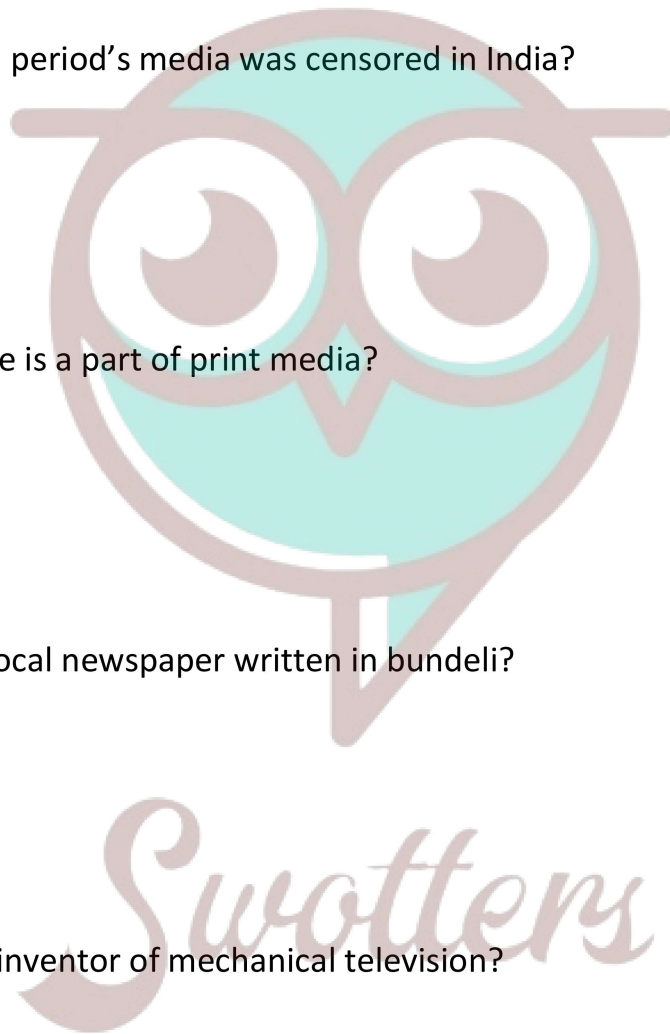 period’s media was censored in India?
e is a part of print media?
ocal newspaper written in bundeli?
Swotters
inventor of mechanical television?